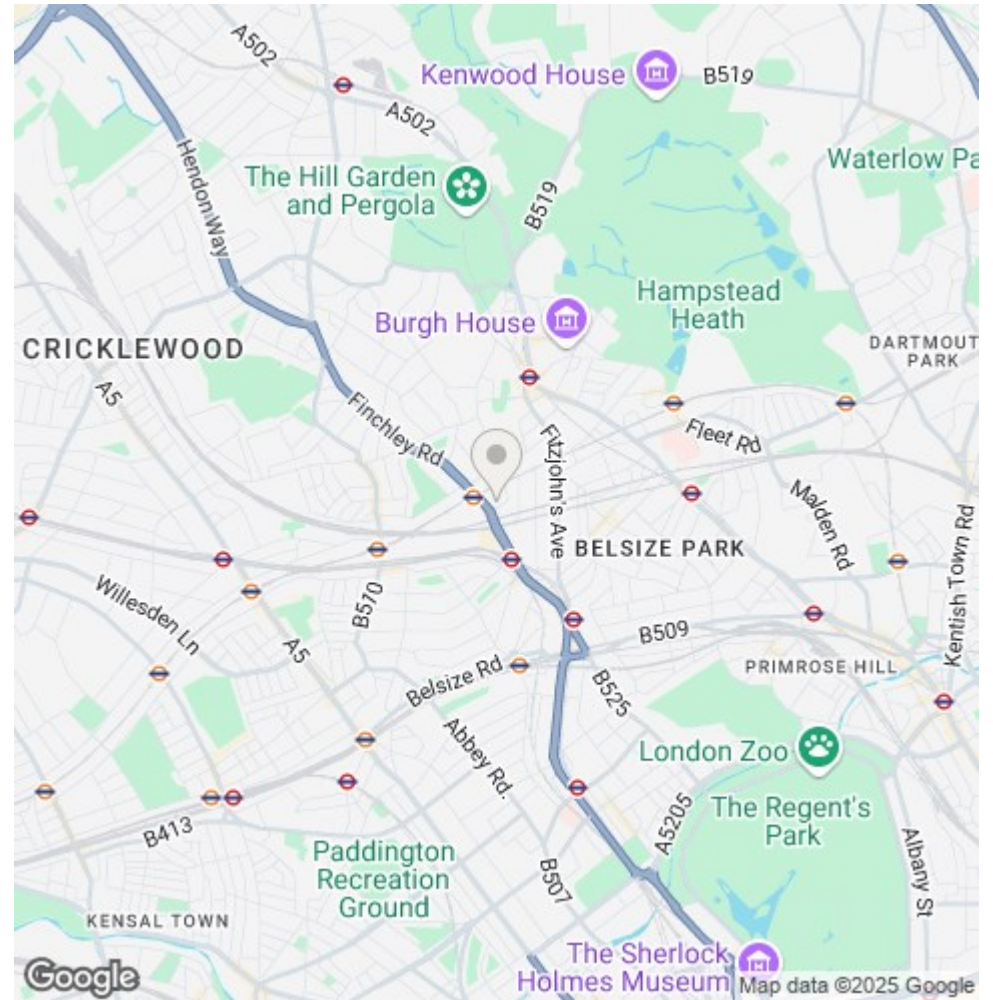 A502
Kenwood House
B519
A502
Hendon Way
The Hill Garden
and Pergola
B519
Waterlow Pa
Hampstead
Heath
Burgh House
CRICKLEWOOD
DARTMOUT
PARK
A5
Finchley Rd
Fitzjohn's Ave
Fleet Rd
Malden Rd
BELSIZE PARK
Kentish Town Rd
Willesden Ln
B510
A5
B509
PRIMROSE HILL
Belsize Rd
B525
Abbey Rd.
London Zoo
The Regent's
Park
A5205
Albany St
B413
Paddington
Recreation
Ground
B507
KENSAL TOWN
The Sherlock
Holmes Museum
Google
Map data ©2025 Google